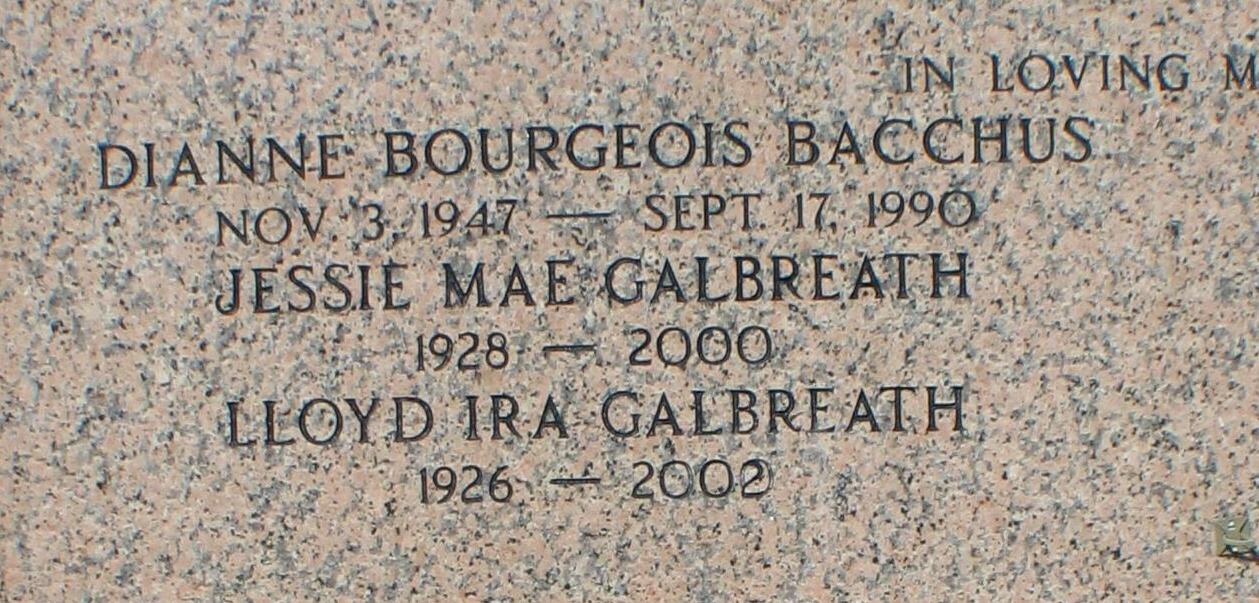 IN LOVING M
DIANNE BOURGEOIS BACCHUS
NOV. 3, 1947 — SEPT. 17, 1990
JESSIE MAE GALBREATH
1928 — 2000
LLOYD IRA GALBREATH
1926 — 2002